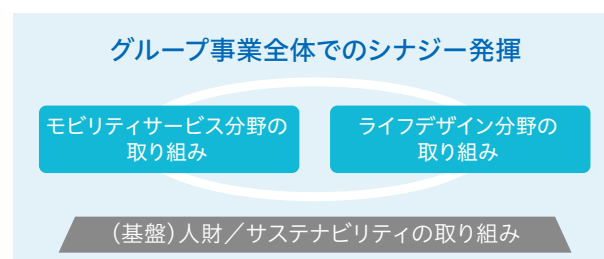 グループ事業全体でのシナジー発揮
モビリティサービス分野の
取り組み
ライフデザイン分野の
取り組み
(基盤)人財／サステナビリティの取り組み